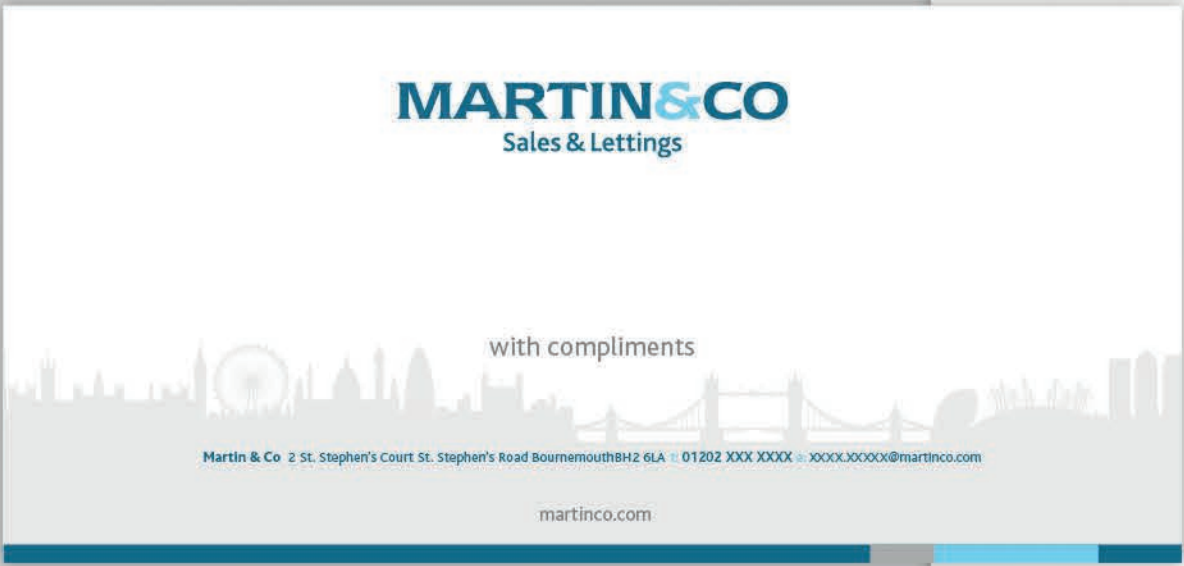 MARTIN&CO
Sales & Lettings
with compliments
Martin & Co 2 St. Stephen's Court St. Stephen's Road BournemouthBH2 6LA t: 01202 XXX XXXX e: XXXX.XXXXX@martinco.com
martinco.com